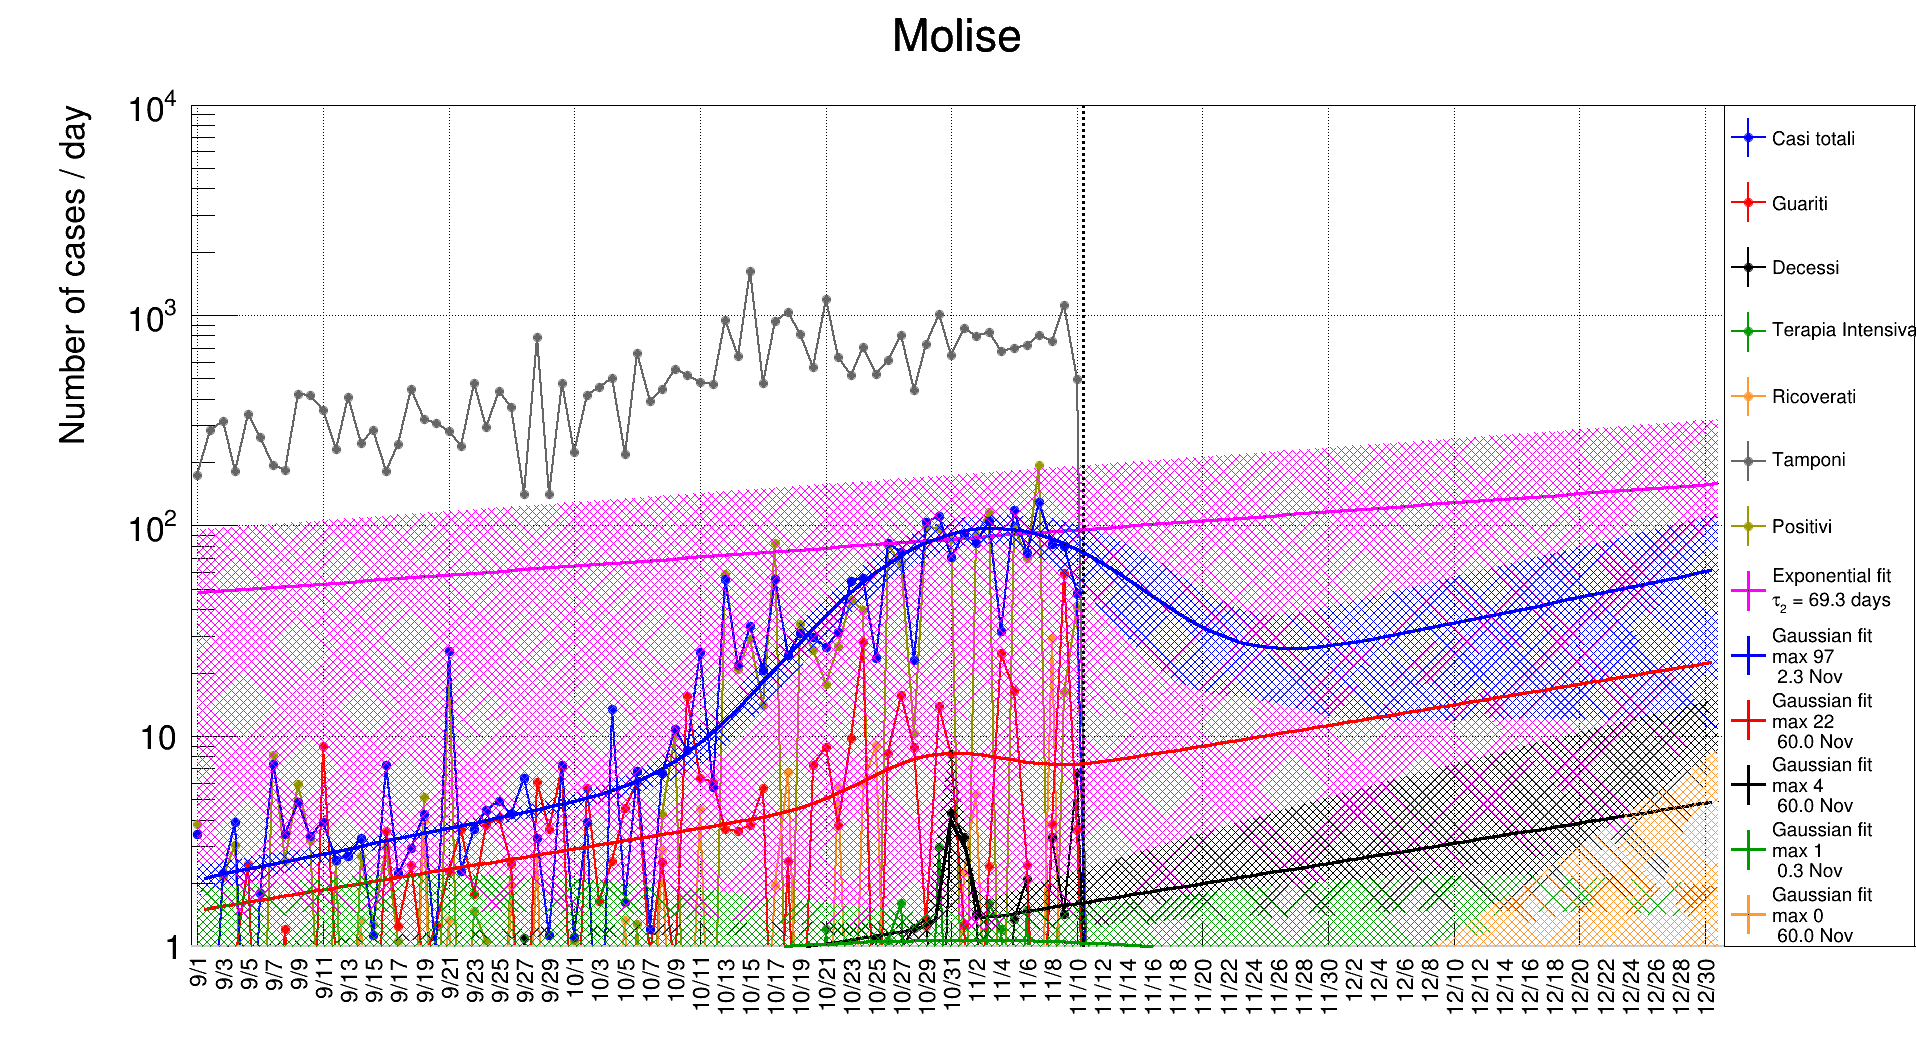 Molise
Number of cases / day
10⁴
10³
10²
10
1
9/1
9/3
9/5
9/7
9/9
9/11
9/13
9/15
9/17
9/19
9/21
9/23
9/25
9/27
9/29
10/1
10/3
10/5
10/7
10/9
10/11
10/13
10/15
10/17
10/19
10/21
10/23
10/25
10/27
10/29
10/31
11/2
11/4
11/6
11/8
11/10
11/12
11/14
11/16
11/18
11/20
11/22
11/24
11/26
11/28
11/30
12/2
12/4
12/6
12/8
12/10
12/12
12/14
12/16
12/18
12/20
12/22
12/24
12/26
12/28
12/30
Casi totali
Guariti
Decessi
Terapia Intensiva
Ricoverati
Tamponi
Positivi
Exponential fit
τ₂ = 69.3 days
Gaussian fit
max 97
2.3 Nov
Gaussian fit
max 22
60.0 Nov
Gaussian fit
max 4
60.0 Nov
Gaussian fit
max 1
0.3 Nov
Gaussian fit
max 0
60.0 Nov